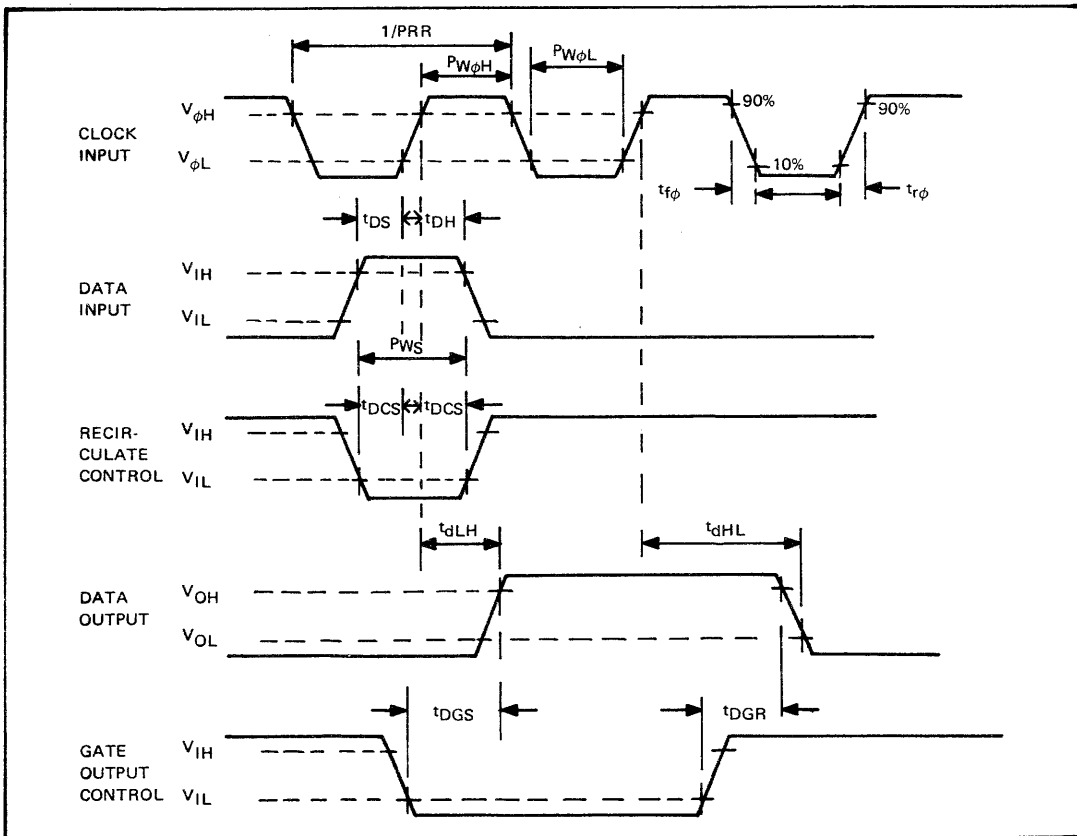 1/PRR
PWφH
PWφL
CLOCK
INPUT
VφH
VφL
90%
90%
10%
tfφ
trφ
tDS
tDH
DATA
INPUT
VIH
VIL
PWS
RECIR-
CULATE
CONTROL
VIH
VIL
tDCS
tDCS
tdLH
tdHL
DATA
OUTPUT
VOH
VOL
tDGS
tDGR
GATE
OUTPUT
CONTROL
VIH
VIL